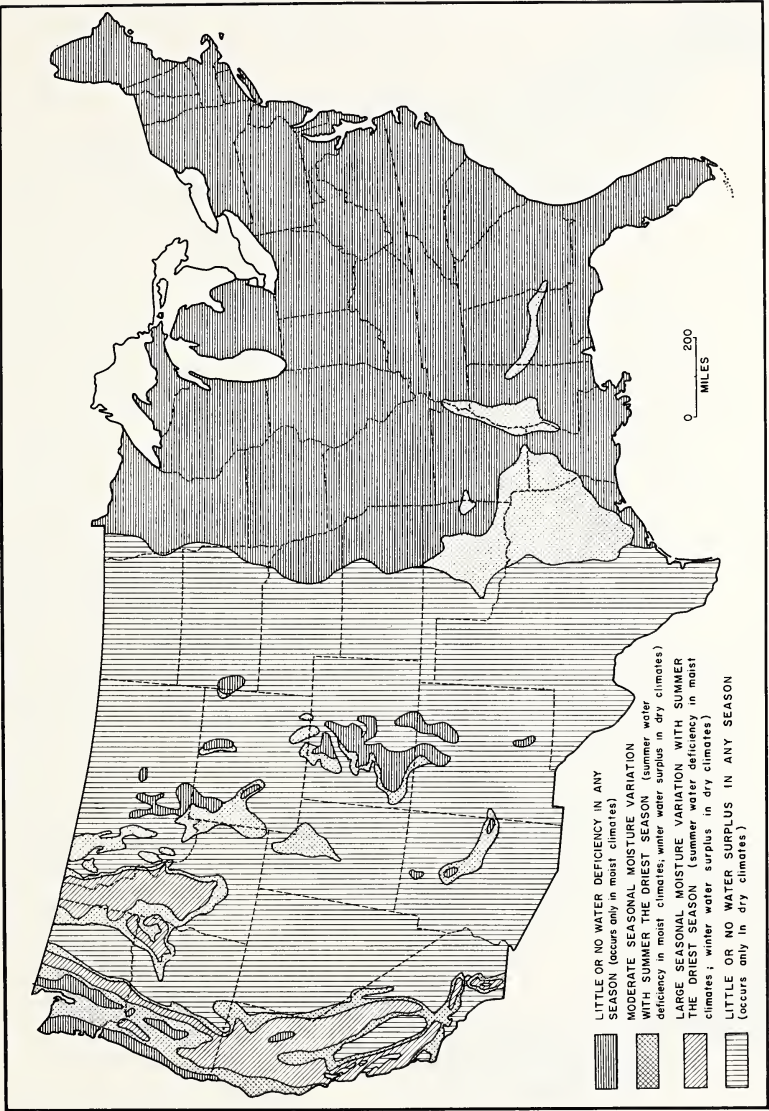 0 200
MILES
LITTLE OR NO WATER DEFICIENCY IN ANY
SEASON (occurs only in moist climates)
MODERATE SEASONAL MOISTURE VARIATION
WITH SUMMER THE DRIEST SEASON (summer water
deficiency in moist climates; winter water surplus in dry climates)
LARGE SEASONAL MOISTURE VARIATION WITH SUMMER
THE DRIEST SEASON (summer water deficiency in moist
climates; winter water surplus in dry climates)
LITTLE OR NO WATER SURPLUS IN ANY SEASON
(occurs only in dry climates)